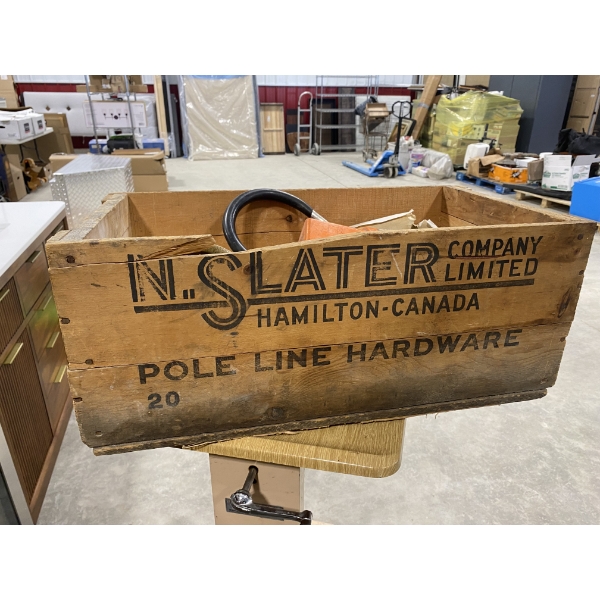 N. SLATER COMPANY LIMITED
HAMILTON-CANADA
POLE LINE HARDWARE
20